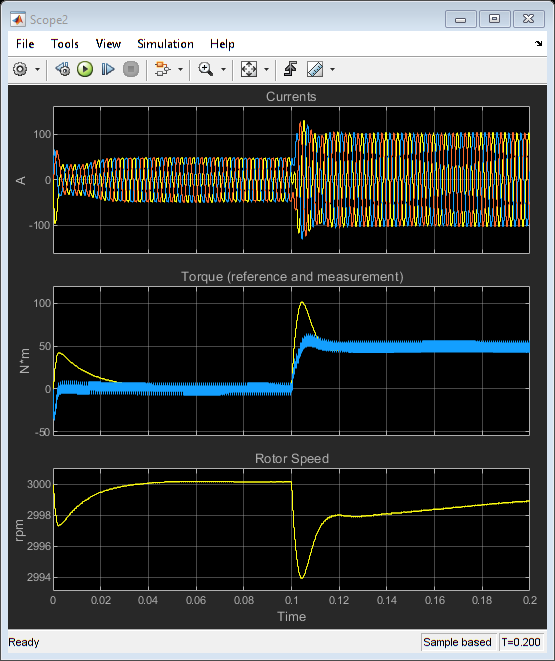 Scope2
File Tools View Simulation Help
Currents
100
0
-100
A
Torque (reference and measurement)
100
50
0
-50
N*m
Rotor Speed
3000
2998
2996
2994
rpm
0 0.02 0.04 0.06 0.08 0.1 0.12 0.14 0.16 0.18 0.2
Time
Ready Sample based T=0.200